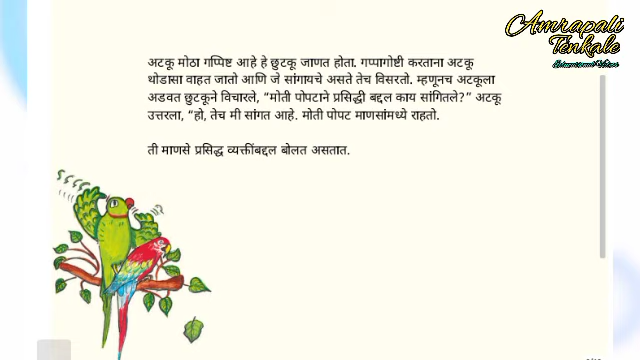 Amrapali
Tenkale
अटकू मोठा गप्पिष्ट आहे हे छुटकू जाणत होता. गप्पागोष्टी करताना अटकू
थोडासा वाहत जातो आणि जे सांगायचे असते तेच विसरतो. म्हणूनच अटकूला
अडवत छुटकूने विचारले, “मोती पोपटाने प्रसिद्धी बद्दल काय सांगितले?” अटकू
उत्तरला, “हो, तेच मी सांगत आहे. मोती पोपट माणसांमध्ये राहतो.
ती माणसे प्रसिद्ध व्यक्तींबद्दल बोलत असतात.